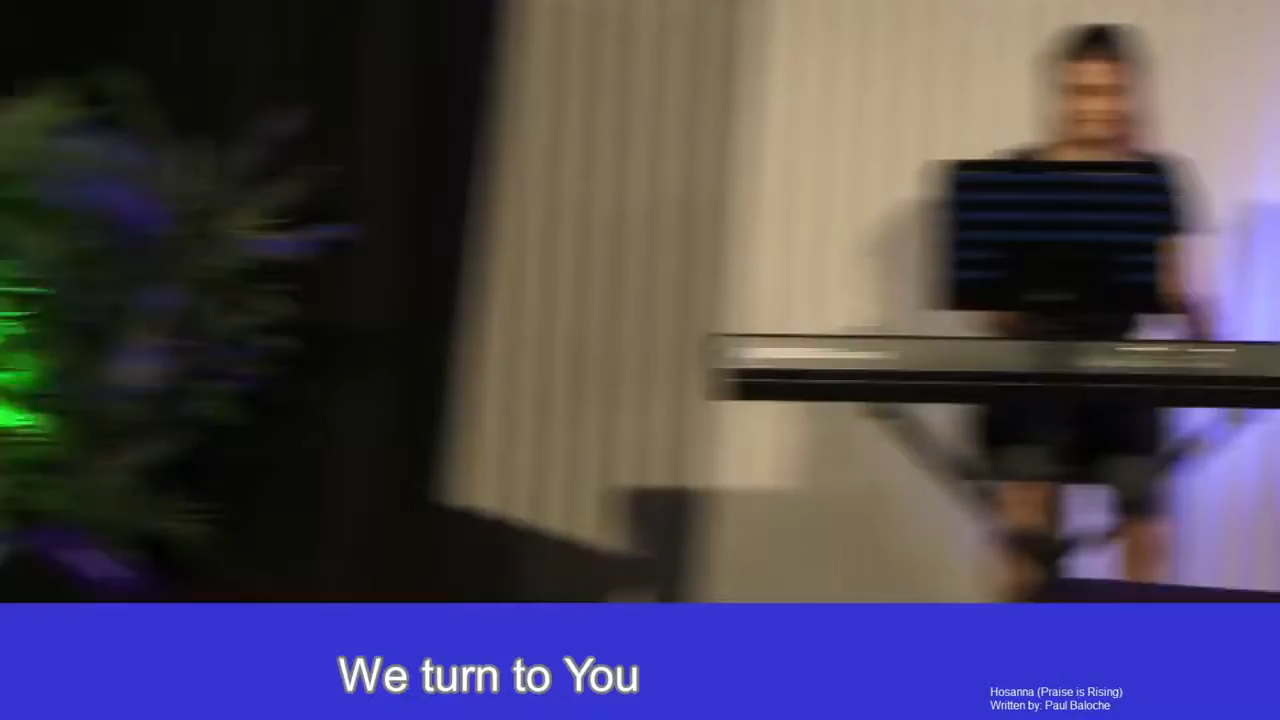 We turn to You
Hosanna (Praise is Rising)
Written by: Paul Baloche